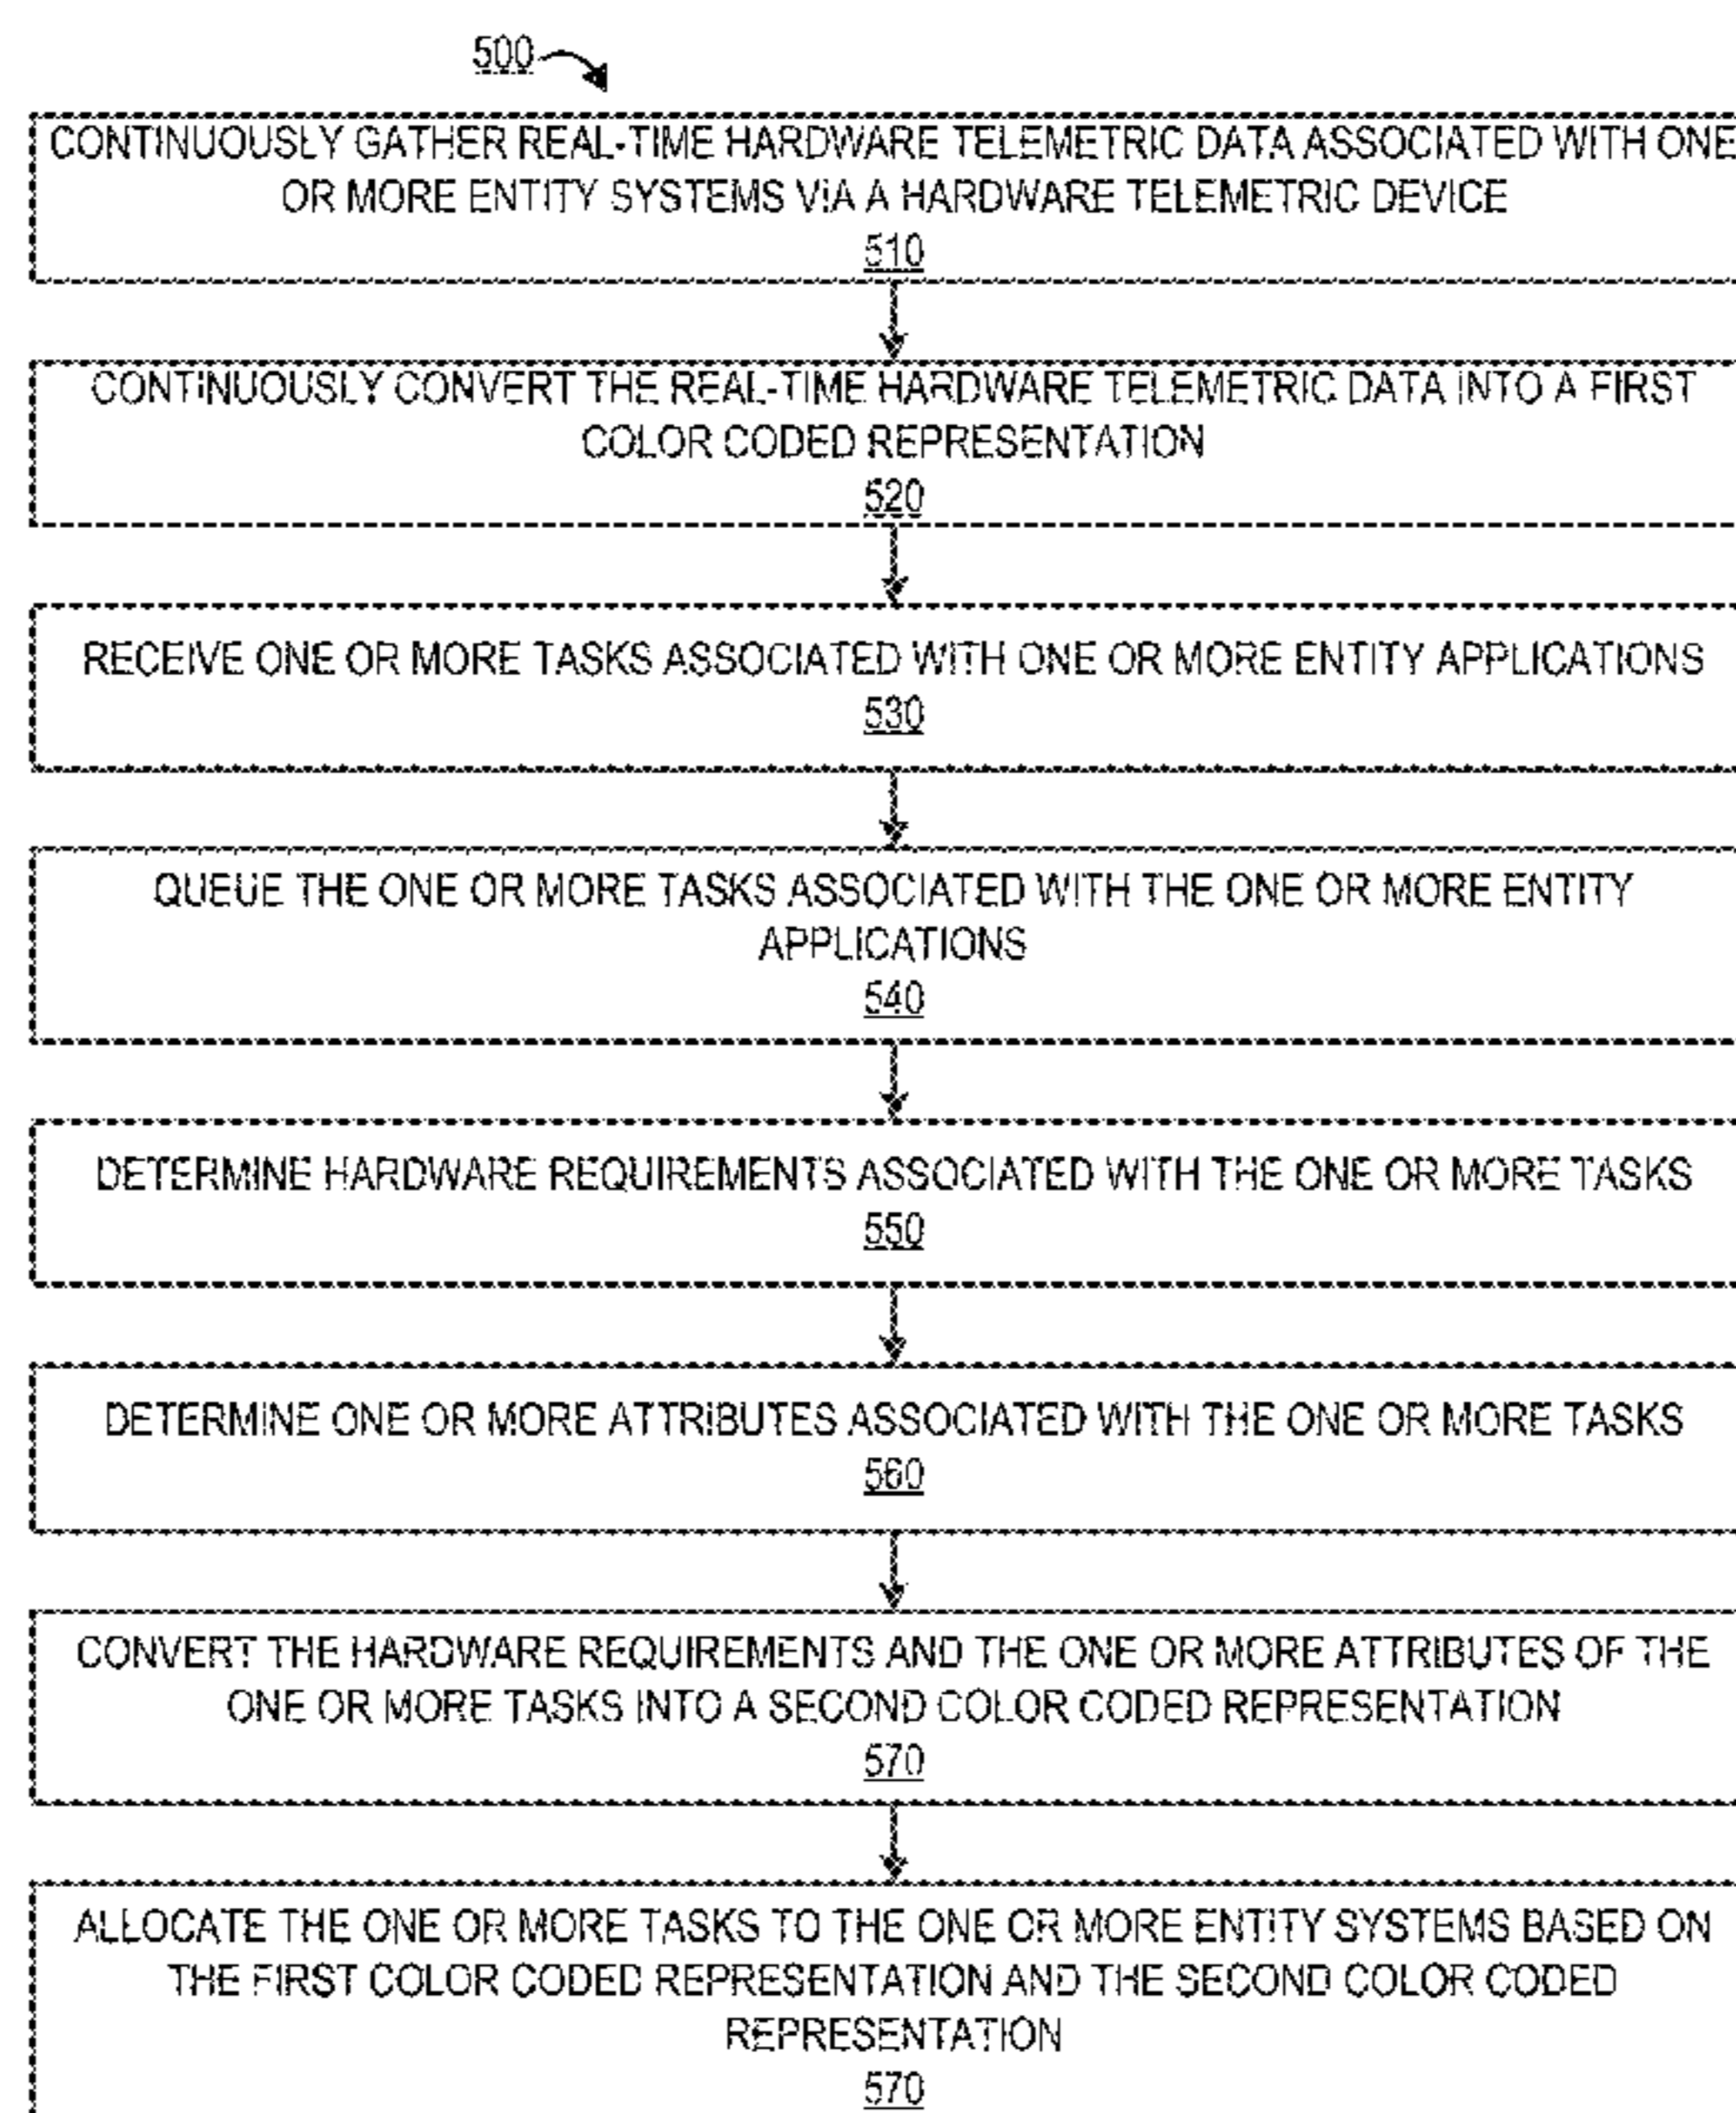 500
CONTINUOUSLY GATHER REAL-TIME HARDWARE TELEMETRIC DATA ASSOCIATED WITH ONE
OR MORE ENTITY SYSTEMS VIA A HARDWARE TELEMETRIC DEVICE
510
CONTINUOUSLY CONVERT THE REAL-TIME HARDWARE TELEMETRIC DATA INTO A FIRST
COLOR CODED REPRESENTATION
520
RECEIVE ONE OR MORE TASKS ASSOCIATED WITH ONE OR MORE ENTITY APPLICATIONS
530
QUEUE THE ONE OR MORE TASKS ASSOCIATED WITH THE ONE OR MORE ENTITY
APPLICATIONS
540
DETERMINE HARDWARE REQUIREMENTS ASSOCIATED WITH THE ONE OR MORE TASKS
550
DETERMINE ONE OR MORE ATTRIBUTES ASSOCIATED WITH THE ONE OR MORE TASKS
560
CONVERT THE HARDWARE REQUIREMENTS AND THE ONE OR MORE ATTRIBUTES OF THE
ONE OR MORE TASKS INTO A SECOND COLOR CODED REPRESENTATION
570
ALLOCATE THE ONE OR MORE TASKS TO THE ONE OR MORE ENTITY SYSTEMS BASED ON
THE FIRST COLOR CODED REPRESENTATION AND THE SECOND COLOR CODED
REPRESENTATION
570